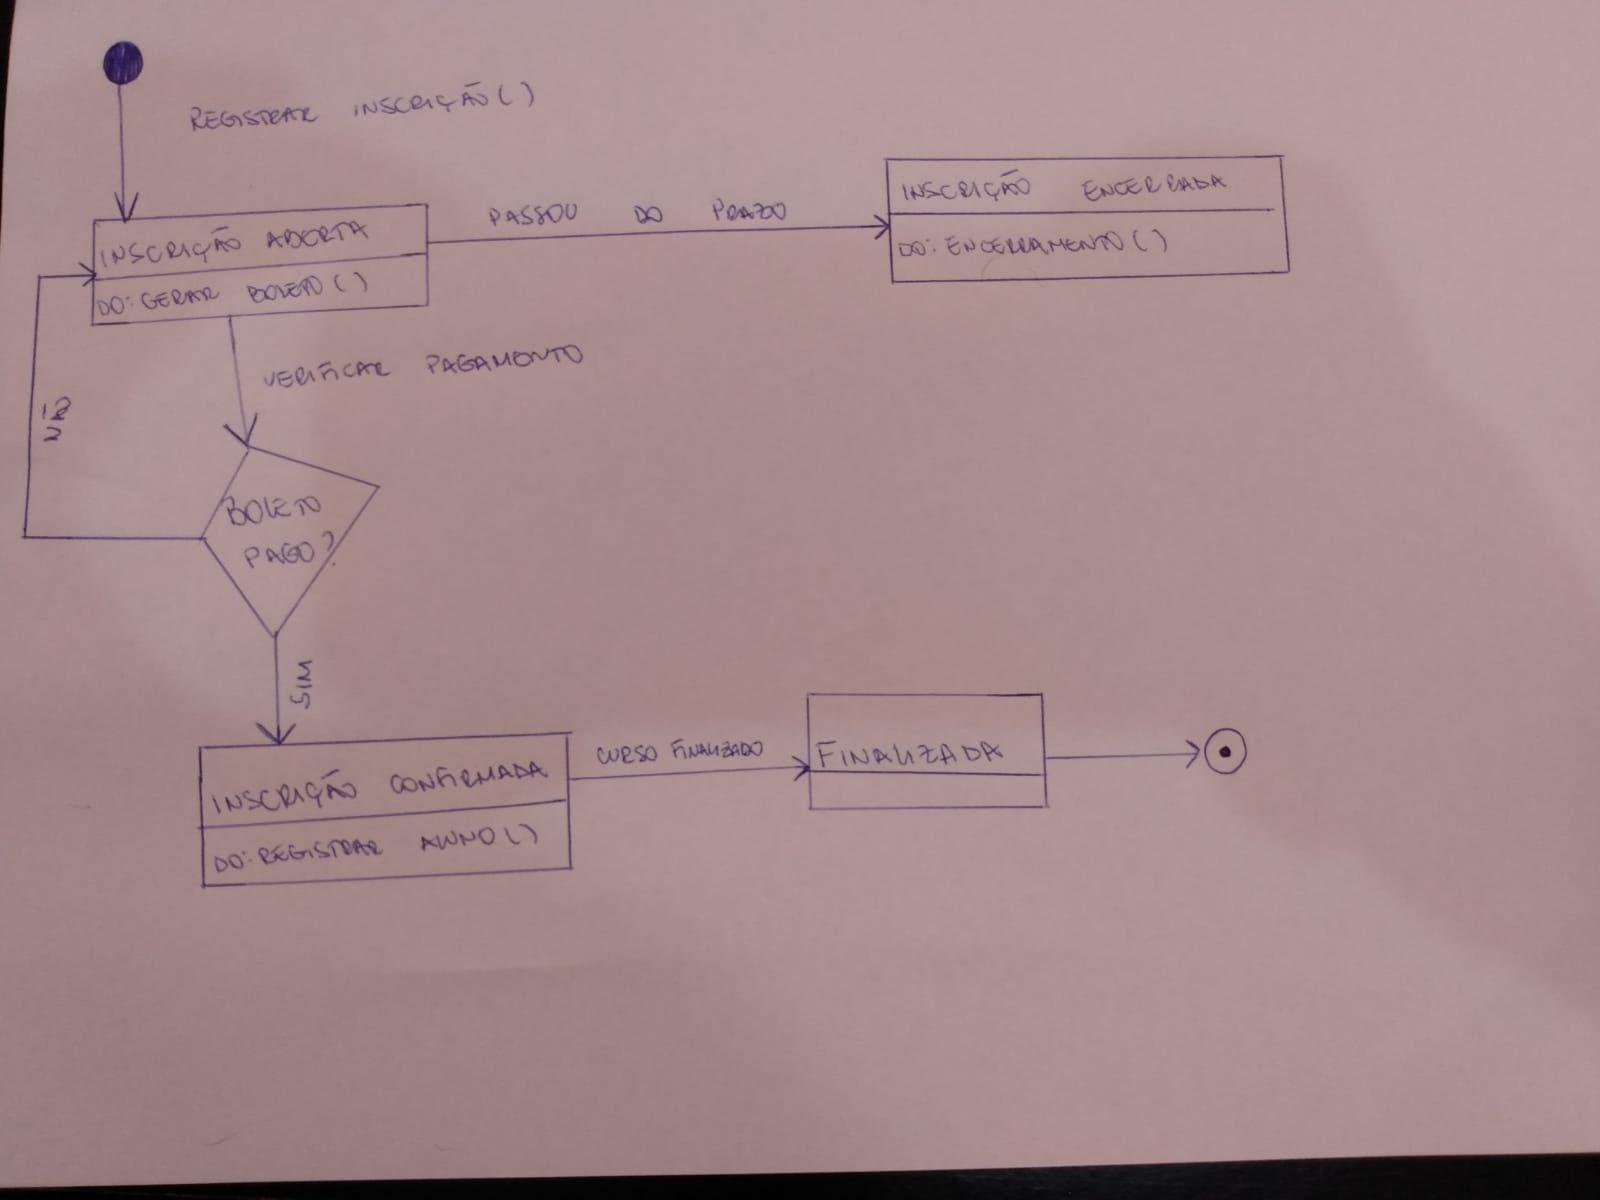 REGISTRAR INSCRIÇÃO()
INSCRIÇÃO ABERTA
DO: GERAR BOLETO()
PASSOU DO PRAZO
INSCRIÇÃO ENCERRADA
DO: ENCERRAMENTO()
VERIFICAR PAGAMENTO
NÃO
BOLETO
PAGO?
SIM
INSCRIÇÃO CONFIRMADA
DO: REGISTRAR ALUNO()
CURSO FINALIZADO
FINALIZADA